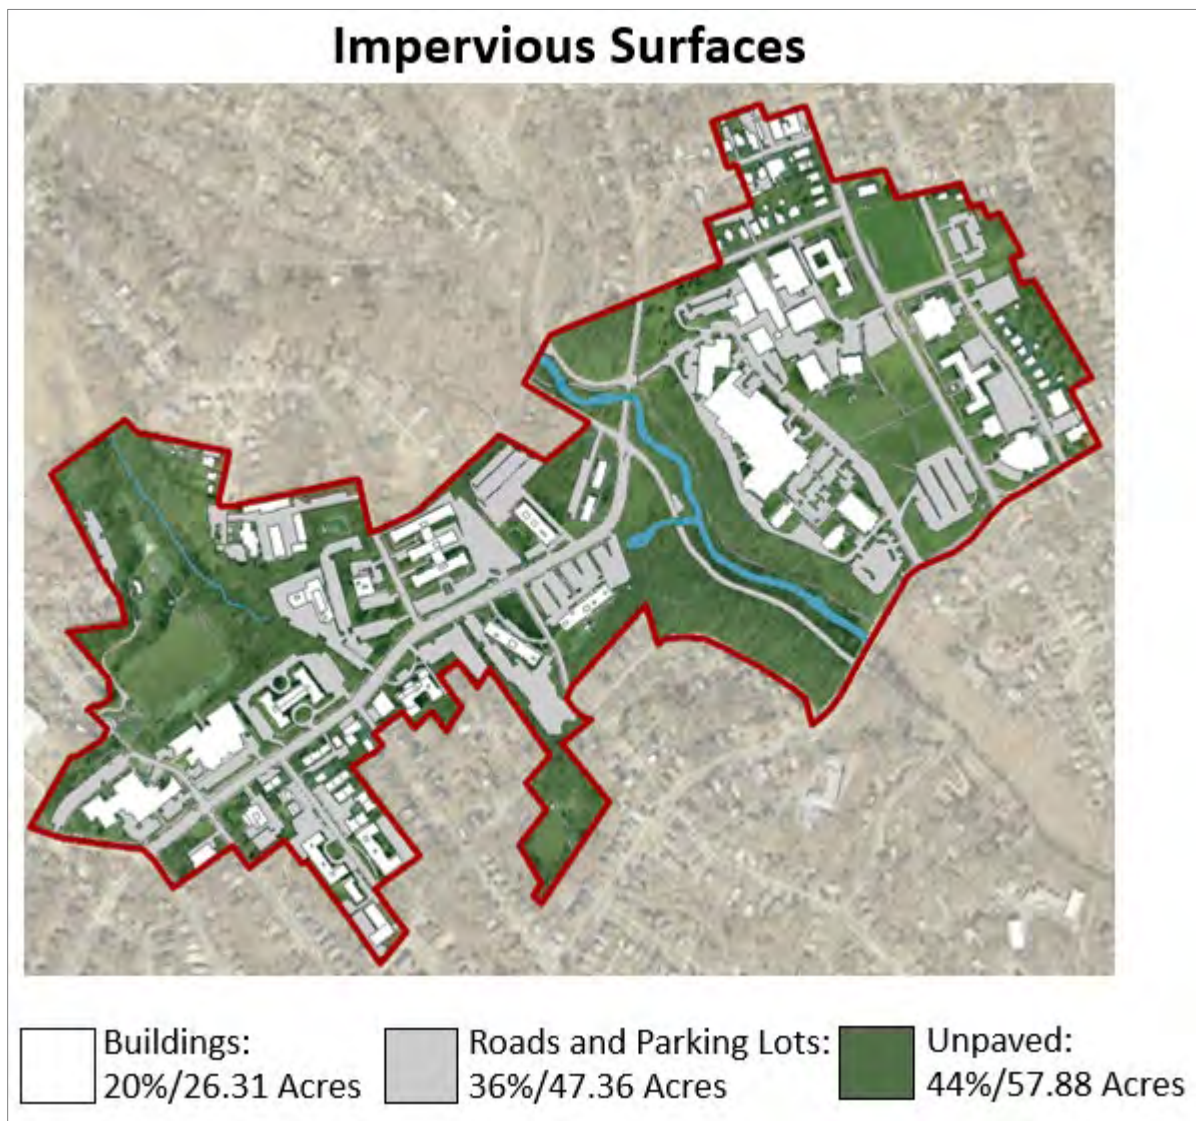 Impervious Surfaces
Buildings:
20%/26.31 Acres
Roads and Parking Lots:
36%/47.36 Acres
Unpaved:
44%/57.88 Acres